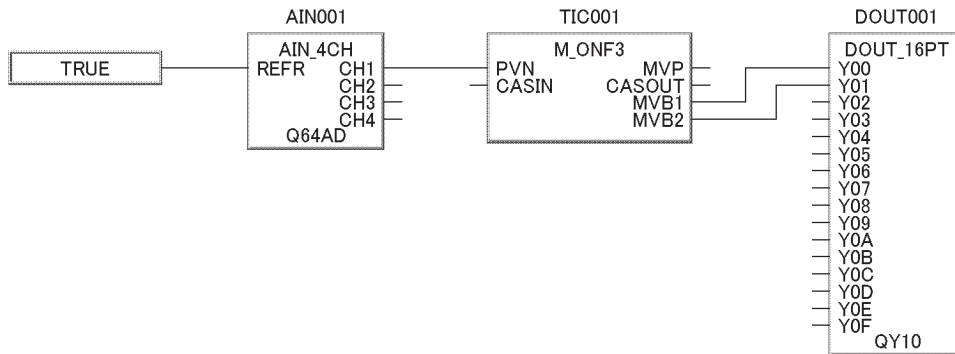 AIN001
TIC001
DOUT001
TRUE
AIN_4CH
REFR
CH1
CH2
CH3
CH4
Q64AD
M_ONF3
PVN
CASIN
MVP
CASOUT
MVB1
MVB2
DOUT_16PT
Y00
Y01
Y02
Y03
Y04
Y05
Y06
Y07
Y08
Y09
Y0A
Y0B
Y0C
Y0D
Y0E
Y0F
QY10